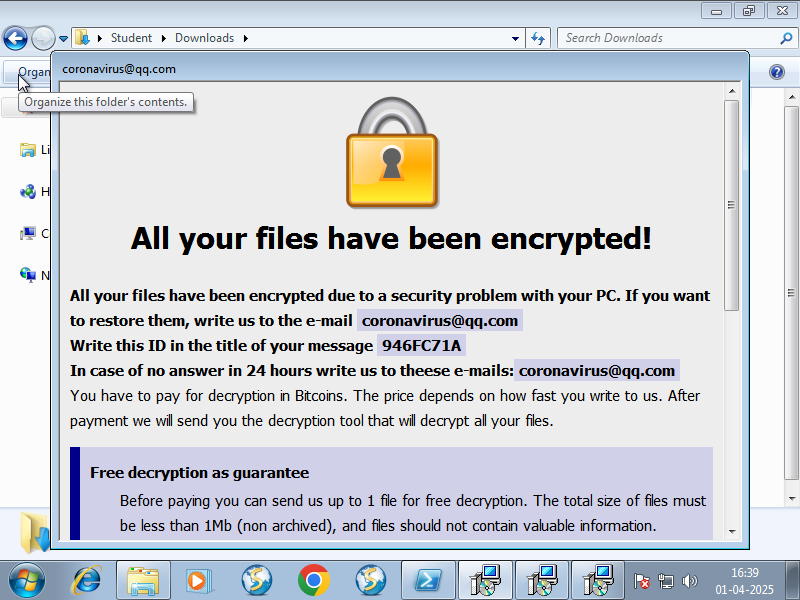 Student
Downloads
Search Downloads
Organ
coronavirus@qq.com
Organize this folder's contents.
Li
H
C
N
All your files have been encrypted!
All your files have been encrypted due to a security problem with your PC. If you want
to restore them, write us to the e-mail coronavirus@qq.com
Write this ID in the title of your message 946FC71A
In case of no answer in 24 hours write us to theese e-mails: coronavirus@qq.com
You have to pay for decryption in Bitcoins. The price depends on how fast you write to us. After
payment we will send you the decryption tool that will decrypt all your files.
Free decryption as guarantee
Before paying you can send us up to 1 file for free decryption. The total size of files must
be less than 1Mb (non archived), and files should not contain valuable information.
16:39
01-04-2025